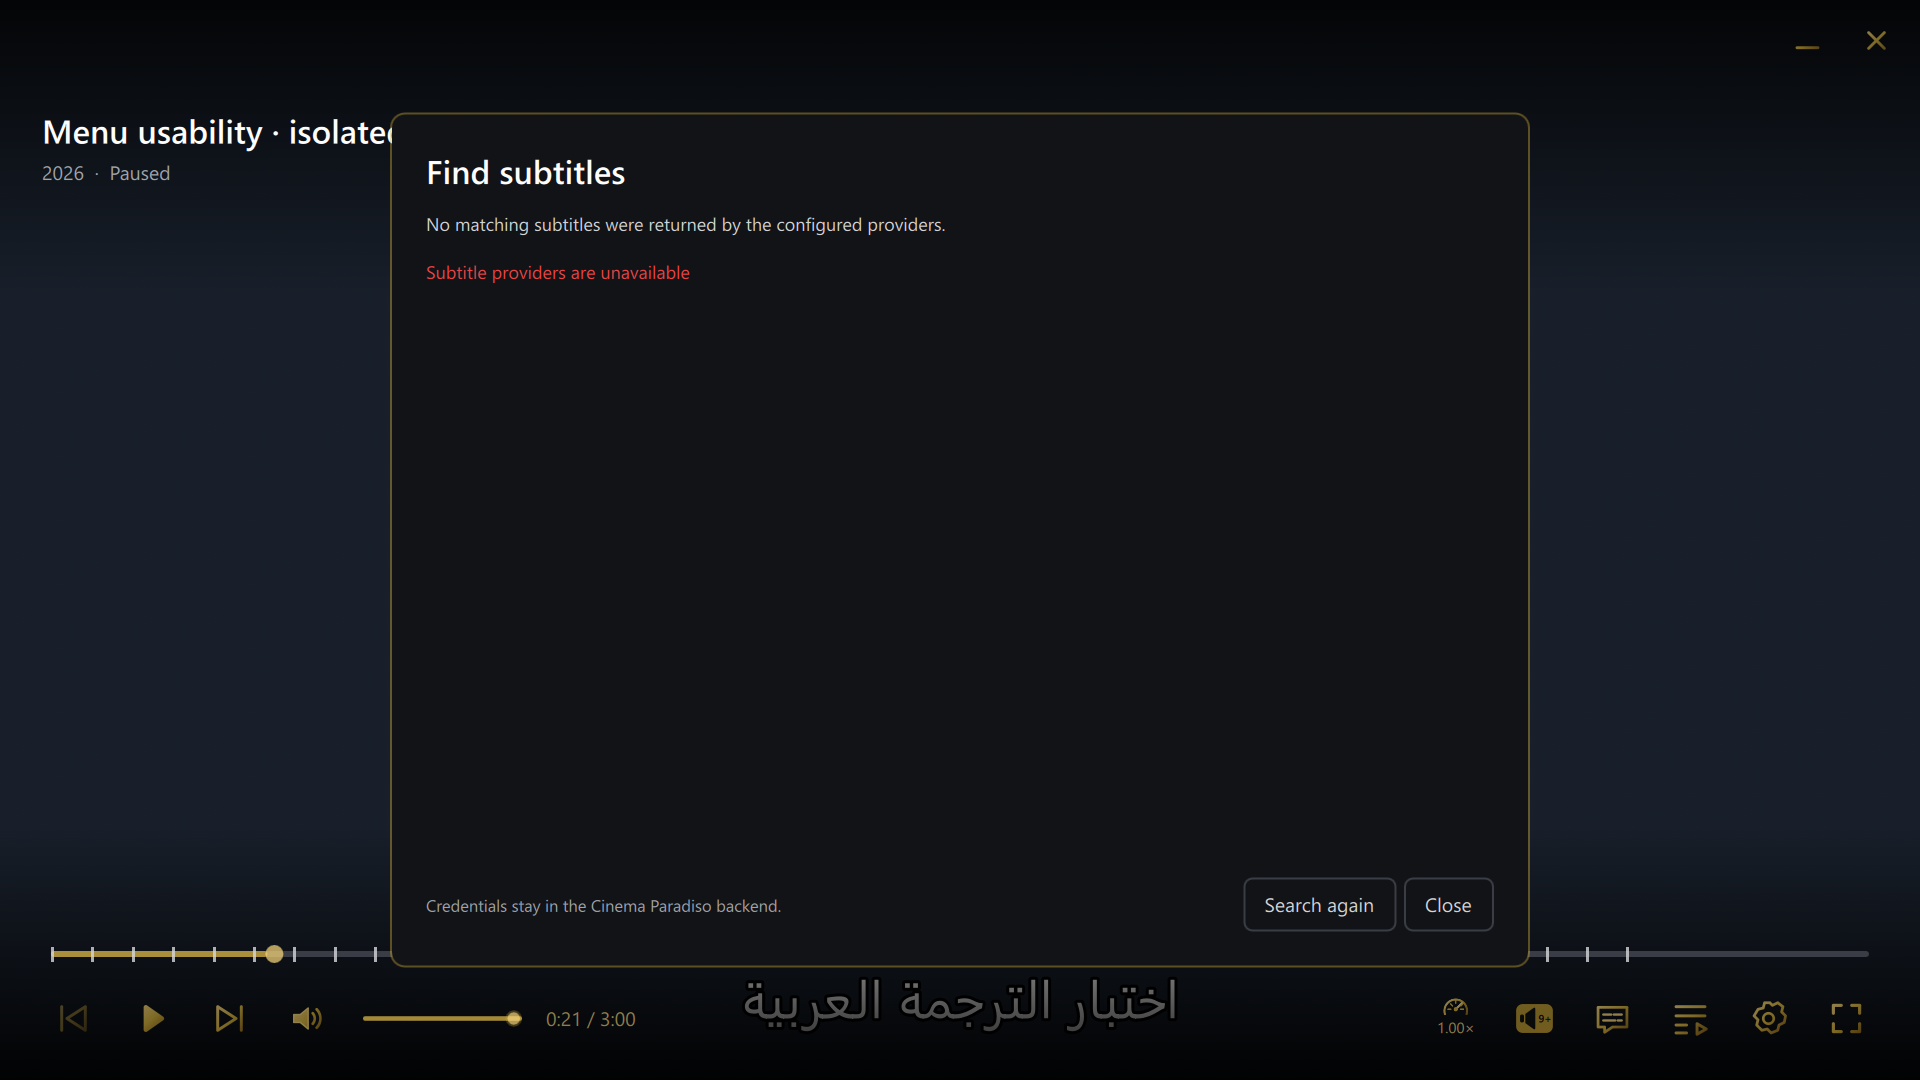 Menu usability · isolated
2026 · Paused
Find subtitles
No matching subtitles were returned by the configured providers.
Subtitle providers are unavailable
Credentials stay in the Cinema Paradiso backend.
Search again
Close
اختبار الترجمة العربية
0:21 / 3:00
1.00×
9+